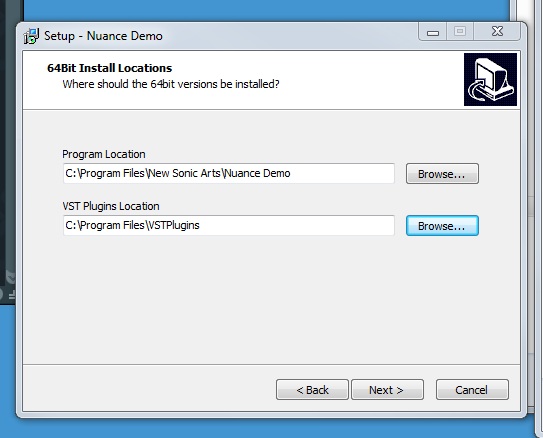 Setup - Nuance Demo
64Bit Install Locations
Where should the 64bit versions be installed?
Program Location
C:\Program Files\New Sonic Arts\Nuance Demo
Browse...
VST Plugins Location
C:\Program Files\VSTPlugins
Browse...
< Back
Next >
Cancel